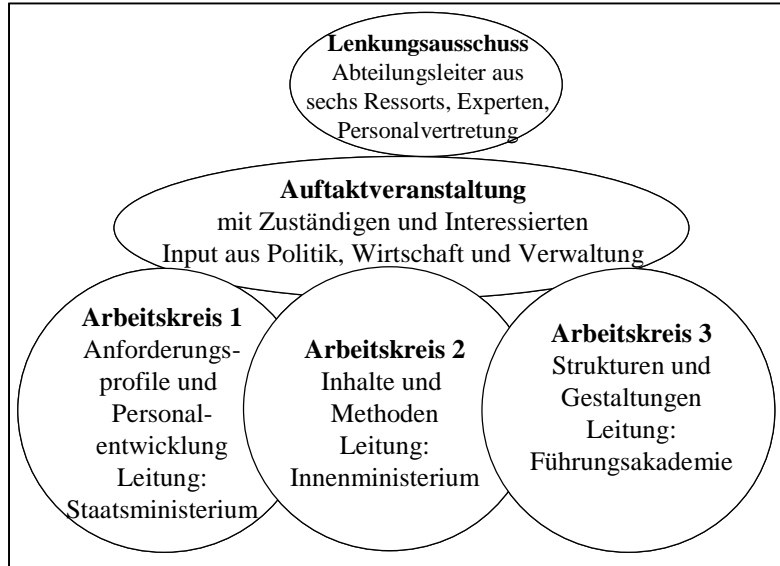 Lenkungsausschuss
Abteilungsleiter aus
sechs Ressorts, Experten,
Personalvertretung
Auftaktveranstaltung
mit Zuständigen und Interessierten
Input aus Politik, Wirtschaft und Verwaltung
Arbeitskreis 1
Anforderungs-
profile und
Personal-
entwicklung
Leitung:
Staatsministerium
Arbeitskreis 2
Inhalte und
Methoden
Leitung:
Innenministerium
Arbeitskreis 3
Strukturen und
Gestaltungen
Leitung:
Führungsakademie